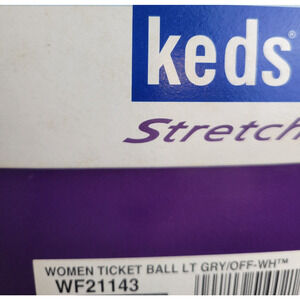 keds®
Stretch
WOMEN TICKET BALL LT GRY/OFF-WH™
WF21143